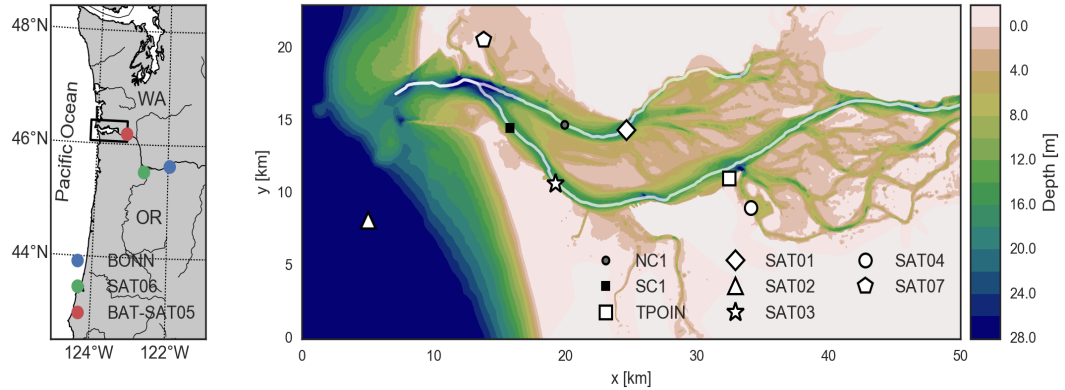 48°N
WA
46°N
Pacific Ocean
OR
44°N
BONN
SAT06
BAT-SAT05
124°W
122°W
20
15
10
5
0
y [km]
0
10
20
30
40
50
x [km]
NC1
SC1
TPOIN
SAT01
SAT02
SAT03
SAT04
SAT07
0.0
4.0
8.0
12.0
16.0
20.0
24.0
28.0
Depth [m]